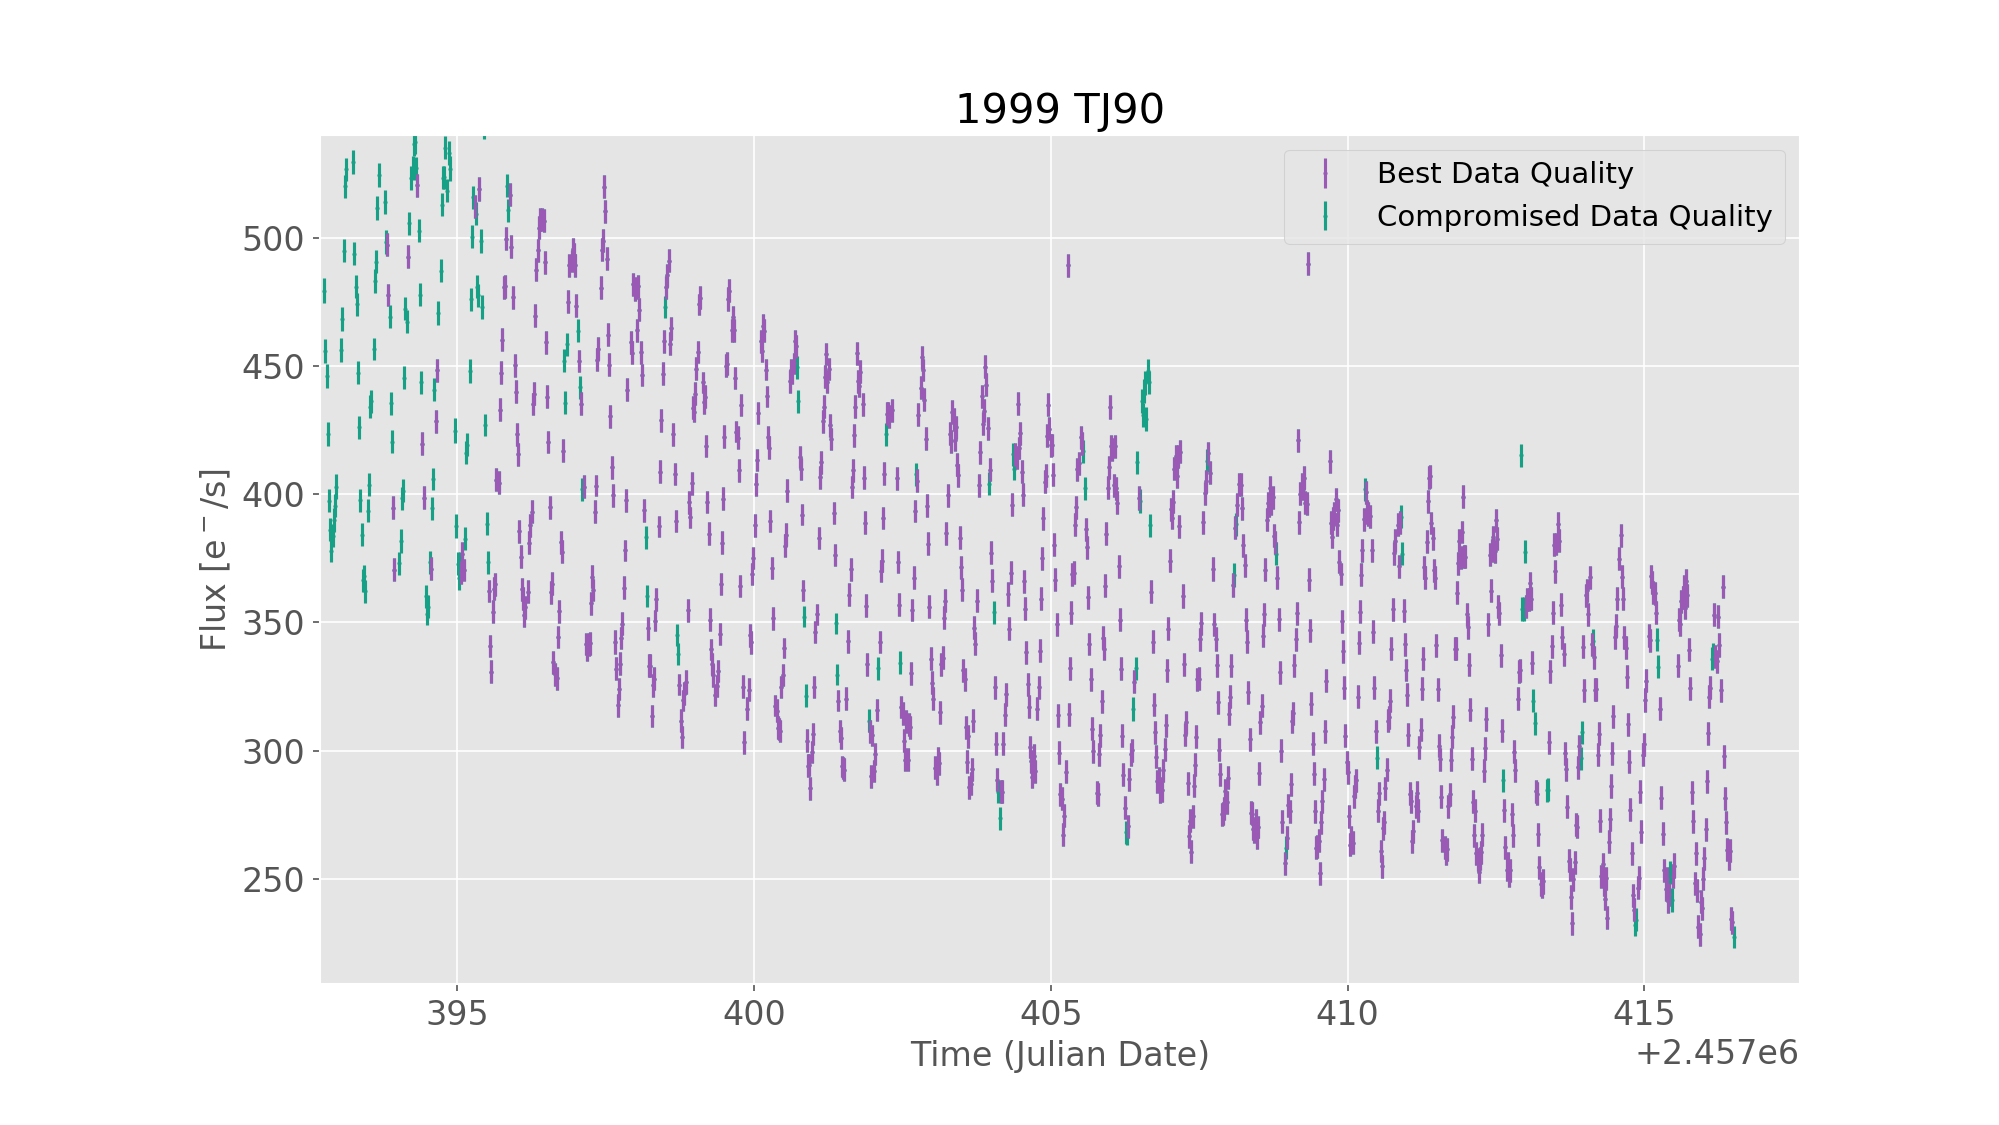 1999 TJ90
Best Data Quality
Compromised Data Quality
Flux [e⁻/s]
500
450
400
350
300
250
395
400
405
410
415
Time (Julian Date)
+2.457e6